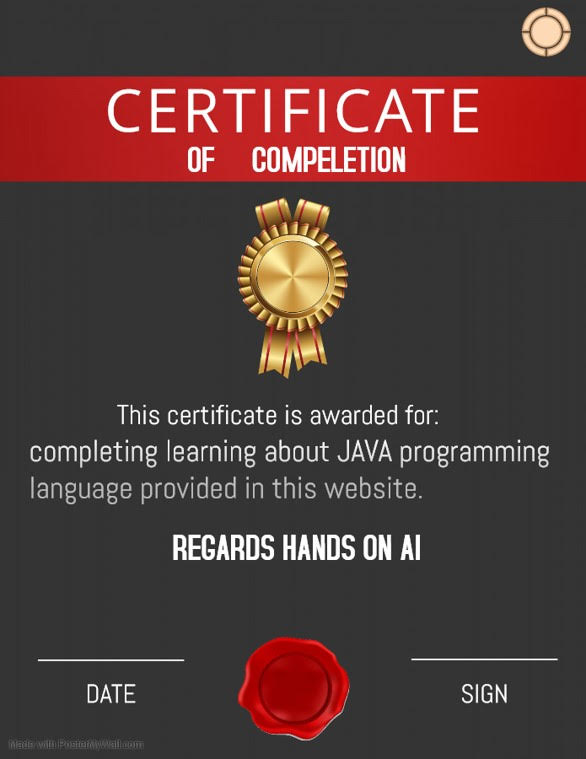 CERTIFICATE
OF COMPELETION
This certificate is awarded for:
completing learning about JAVA programming
language provided in this website.
REGARDS HANDS ON AI
DATE
SIGN
Made with PosterMyWall.com